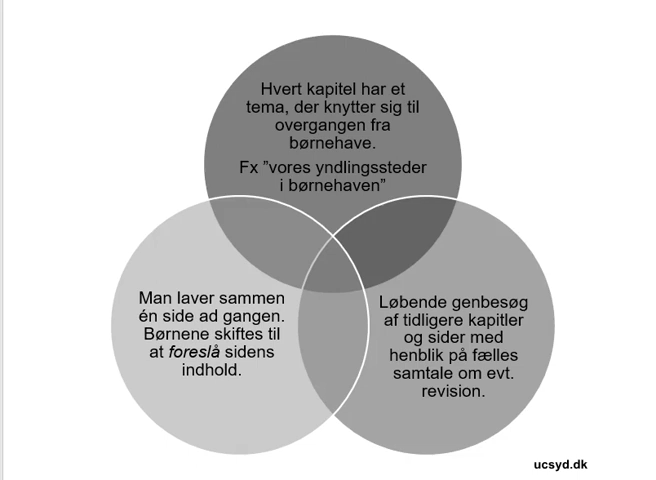 Hvert kapitel har et
tema, der knytter sig til
overgangen fra
børnehave.
Fx ”vores yndlingssteder
i børnehaven”
Man laver sammen
én side ad gangen.
Børnene skiftes til
at foreslå sidens
indhold.
Løbende genbesøg
af tidligere kapitler
og sider med
henblik på fælles
samtale om evt.
revision.
ucsyd.dk